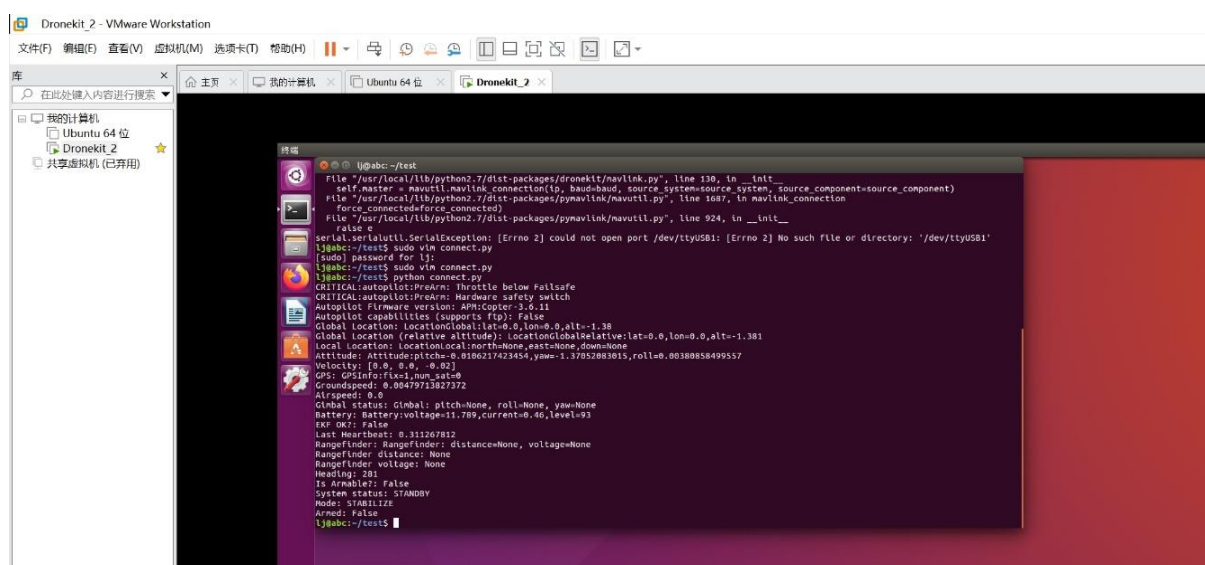 Dronekit_2 - VMware Workstation
文件(F) 编辑(E) 查看(V) 虚拟机(M) 选项卡(T) 帮助(H)
库
主页 我的计算机 Ubuntu 64 位 Dronekit_2
在此处键入内容进行搜索
我的计算机
Ubuntu 64 位
Dronekit_2
共享虚拟机 (已弃用)
终端
lj@abc: ~/test
File "/usr/local/lib/python2.7/dist-packages/dronekit/mavlink.py", line 130, in __init__
self.master = mavutil.mavlink_connection(ip, baud=baud, source_system=source_system, source_component=source_component)
File "/usr/local/lib/python2.7/dist-packages/pymavlink/mavutil.py", line 1687, in mavlink_connection
force_connected=force_connected)
File "/usr/local/lib/python2.7/dist-packages/pymavlink/mavutil.py", line 924, in __init__
raise e
serial.serialutil.SerialException: [Errno 2] could not open port /dev/ttyUSB1: [Errno 2] No such file or directory: '/dev/ttyUSB1'
lj@abc:~/test$ sudo vim connect.py
[sudo] password for lj:
lj@abc:~/test$ sudo vim connect.py
lj@abc:~/test$ python connect.py
CRITICAL:autopilot:PreArm: Throttle below Failsafe
CRITICAL:autopilot:PreArm: Hardware safety switch
Autopilot Firmware version: APM:Copter-3.6.11
Autopilot capabilities (supports ftp): False
Global Location: LocationGlobal:lat=0.0,lon=0.0,alt=-1.38
Global Location (relative altitude): LocationGlobalRelative:lat=0.0,lon=0.0,alt=-1.381
Local Location: LocationLocal:north=None,east=None,down=None
Attitude: Attitude:pitch=-0.0106217423454,yaw=-1.37052083015,roll=0.00380858499557
Velocity: [0.0, 0.0, -0.02]
GPS: GPSInfo:fix=1,num_sat=0
Groundspeed: 0.00479713827372
Airspeed: 0.0
Gimbal status: Gimbal: pitch=None, roll=None, yaw=None
Battery: Battery:voltage=11.789,current=0.46,level=93
EKF OK?: False
Last Heartbeat: 0.311267812
Rangefinder: Rangefinder: distance=None, voltage=None
Rangefinder distance: None
Rangefinder voltage: None
Heading: 281
Is Armable?: False
System status: STANDBY
Mode: STABILIZE
Armed: False
lj@abc:~/test$